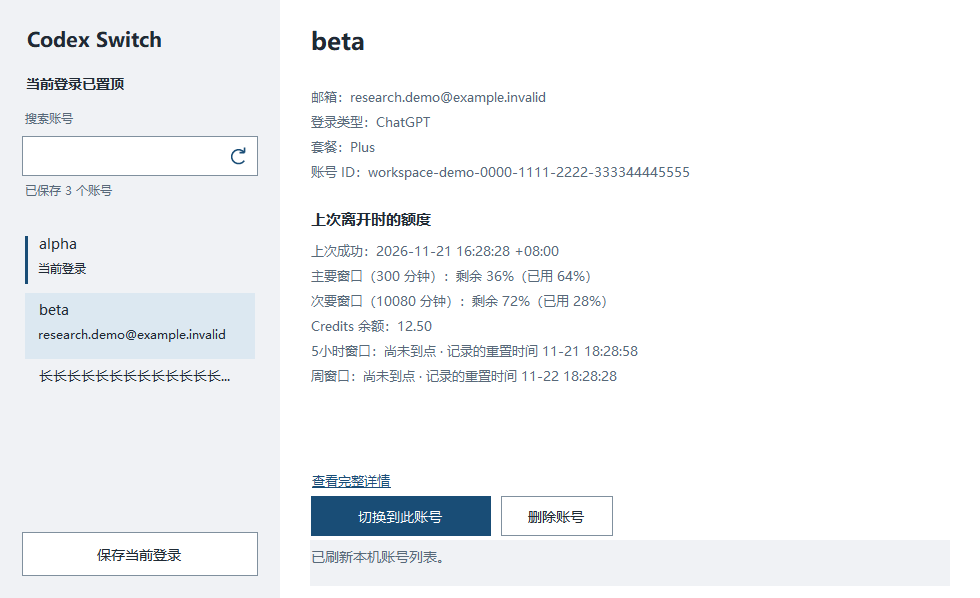 Codex Switch
当前登录已置顶
搜索账号
已保存 3 个账号
alpha
当前登录
beta
research.demo@example.invalid
长长长长长长长长长长长长长...
保存当前登录
beta
邮箱：research.demo@example.invalid
登录类型：ChatGPT
套餐：Plus
账号 ID：workspace-demo-0000-1111-2222-333344445555
上次离开时的额度
上次成功：2026-11-21 16:28:28 +08:00
主要窗口（300 分钟）：剩余 36%（已用 64%）
次要窗口（10080 分钟）：剩余 72%（已用 28%）
Credits 余额：12.50
5小时窗口：尚未到点 · 记录的重置时间 11-21 18:28:58
周窗口：尚未到点 · 记录的重置时间 11-22 18:28:28
查看完整详情
切换到此账号
删除账号
已刷新本机账号列表。